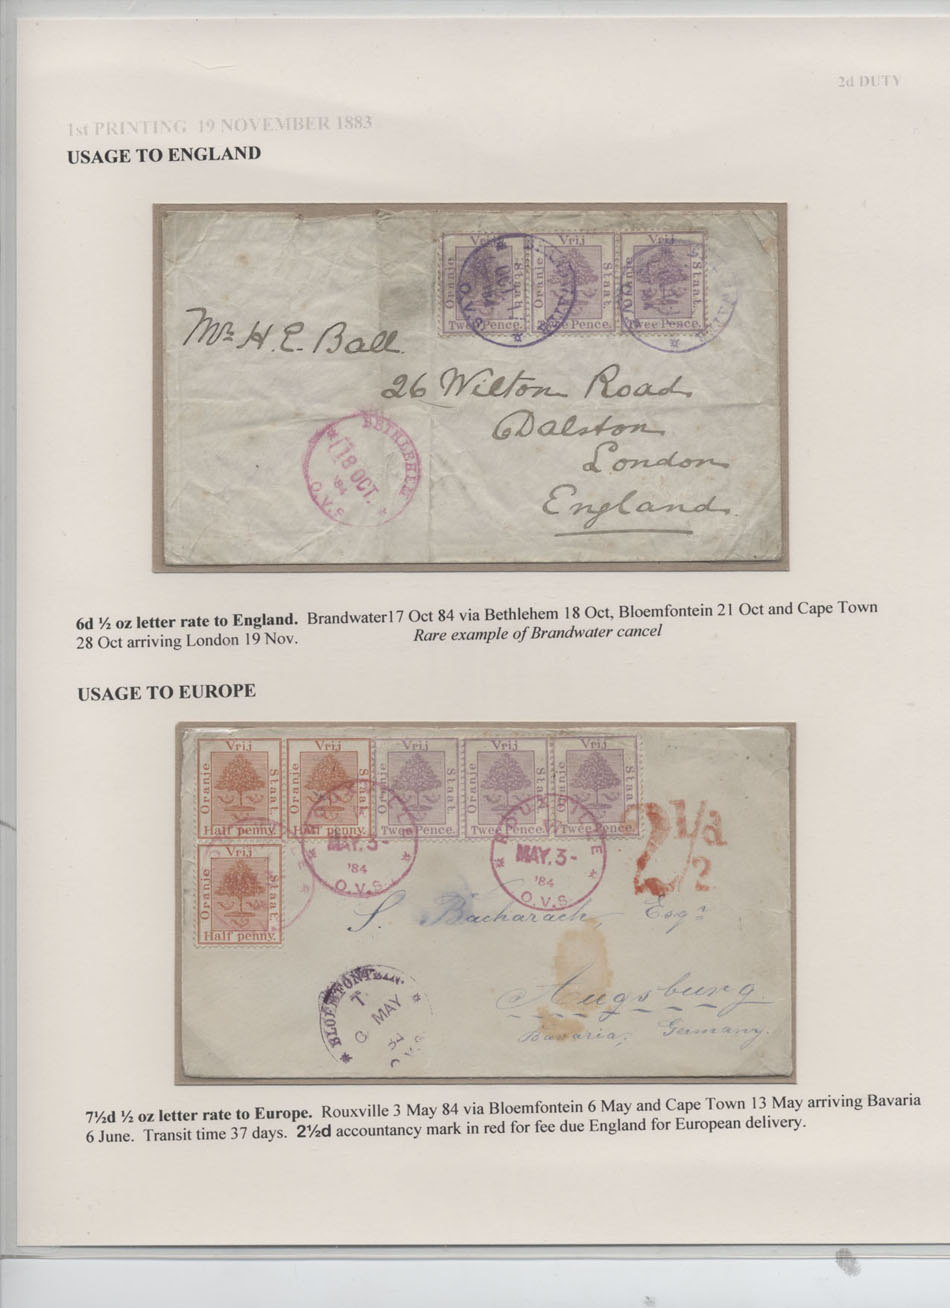 2d DUTY
1st PRINTING 19 NOVEMBER 1883
USAGE TO ENGLAND
Vrij Vrij Vrij
Oranje Staat. Oranje Staat. Oranje Staat.
Twee Pence. Twee Pence. Twee Pence.
O.V.S.
Mr. H. E. Ball.
26 Wilton Road
Dalston
London
England
BETHLEHEM
18 OCT.
'84
O.V.S.
6d ½ oz letter rate to England. Brandwater17 Oct 84 via Bethlehem 18 Oct, Bloemfontein 21 Oct and Cape Town
28 Oct arriving London 19 Nov. Rare example of Brandwater cancel
USAGE TO EUROPE
Vrij Vrij Vrij Vrij Vrij
Oranje Staat. Oranje Staat. Oranje Staat. Oranje Staat. Oranje Staat.
Half penny. Half penny. Twee Pence. Twee Pence. Twee Pence.
ROUXVILLE
MAY. 3-
'84
O.V.S.
ROUXVILLE
MAY. 3-
'84
O.V.S.
2½d
Vrij
Oranje Staat.
Half penny.
S. Bacharach, Esqr
Augsburg
Bavaria, Germany.
BLOEMFONTEIN.
T.
MAY
84
7½d ½ oz letter rate to Europe. Rouxville 3 May 84 via Bloemfontein 6 May and Cape Town 13 May arriving Bavaria
6 June. Transit time 37 days. 2½d accountancy mark in red for fee due England for European delivery.